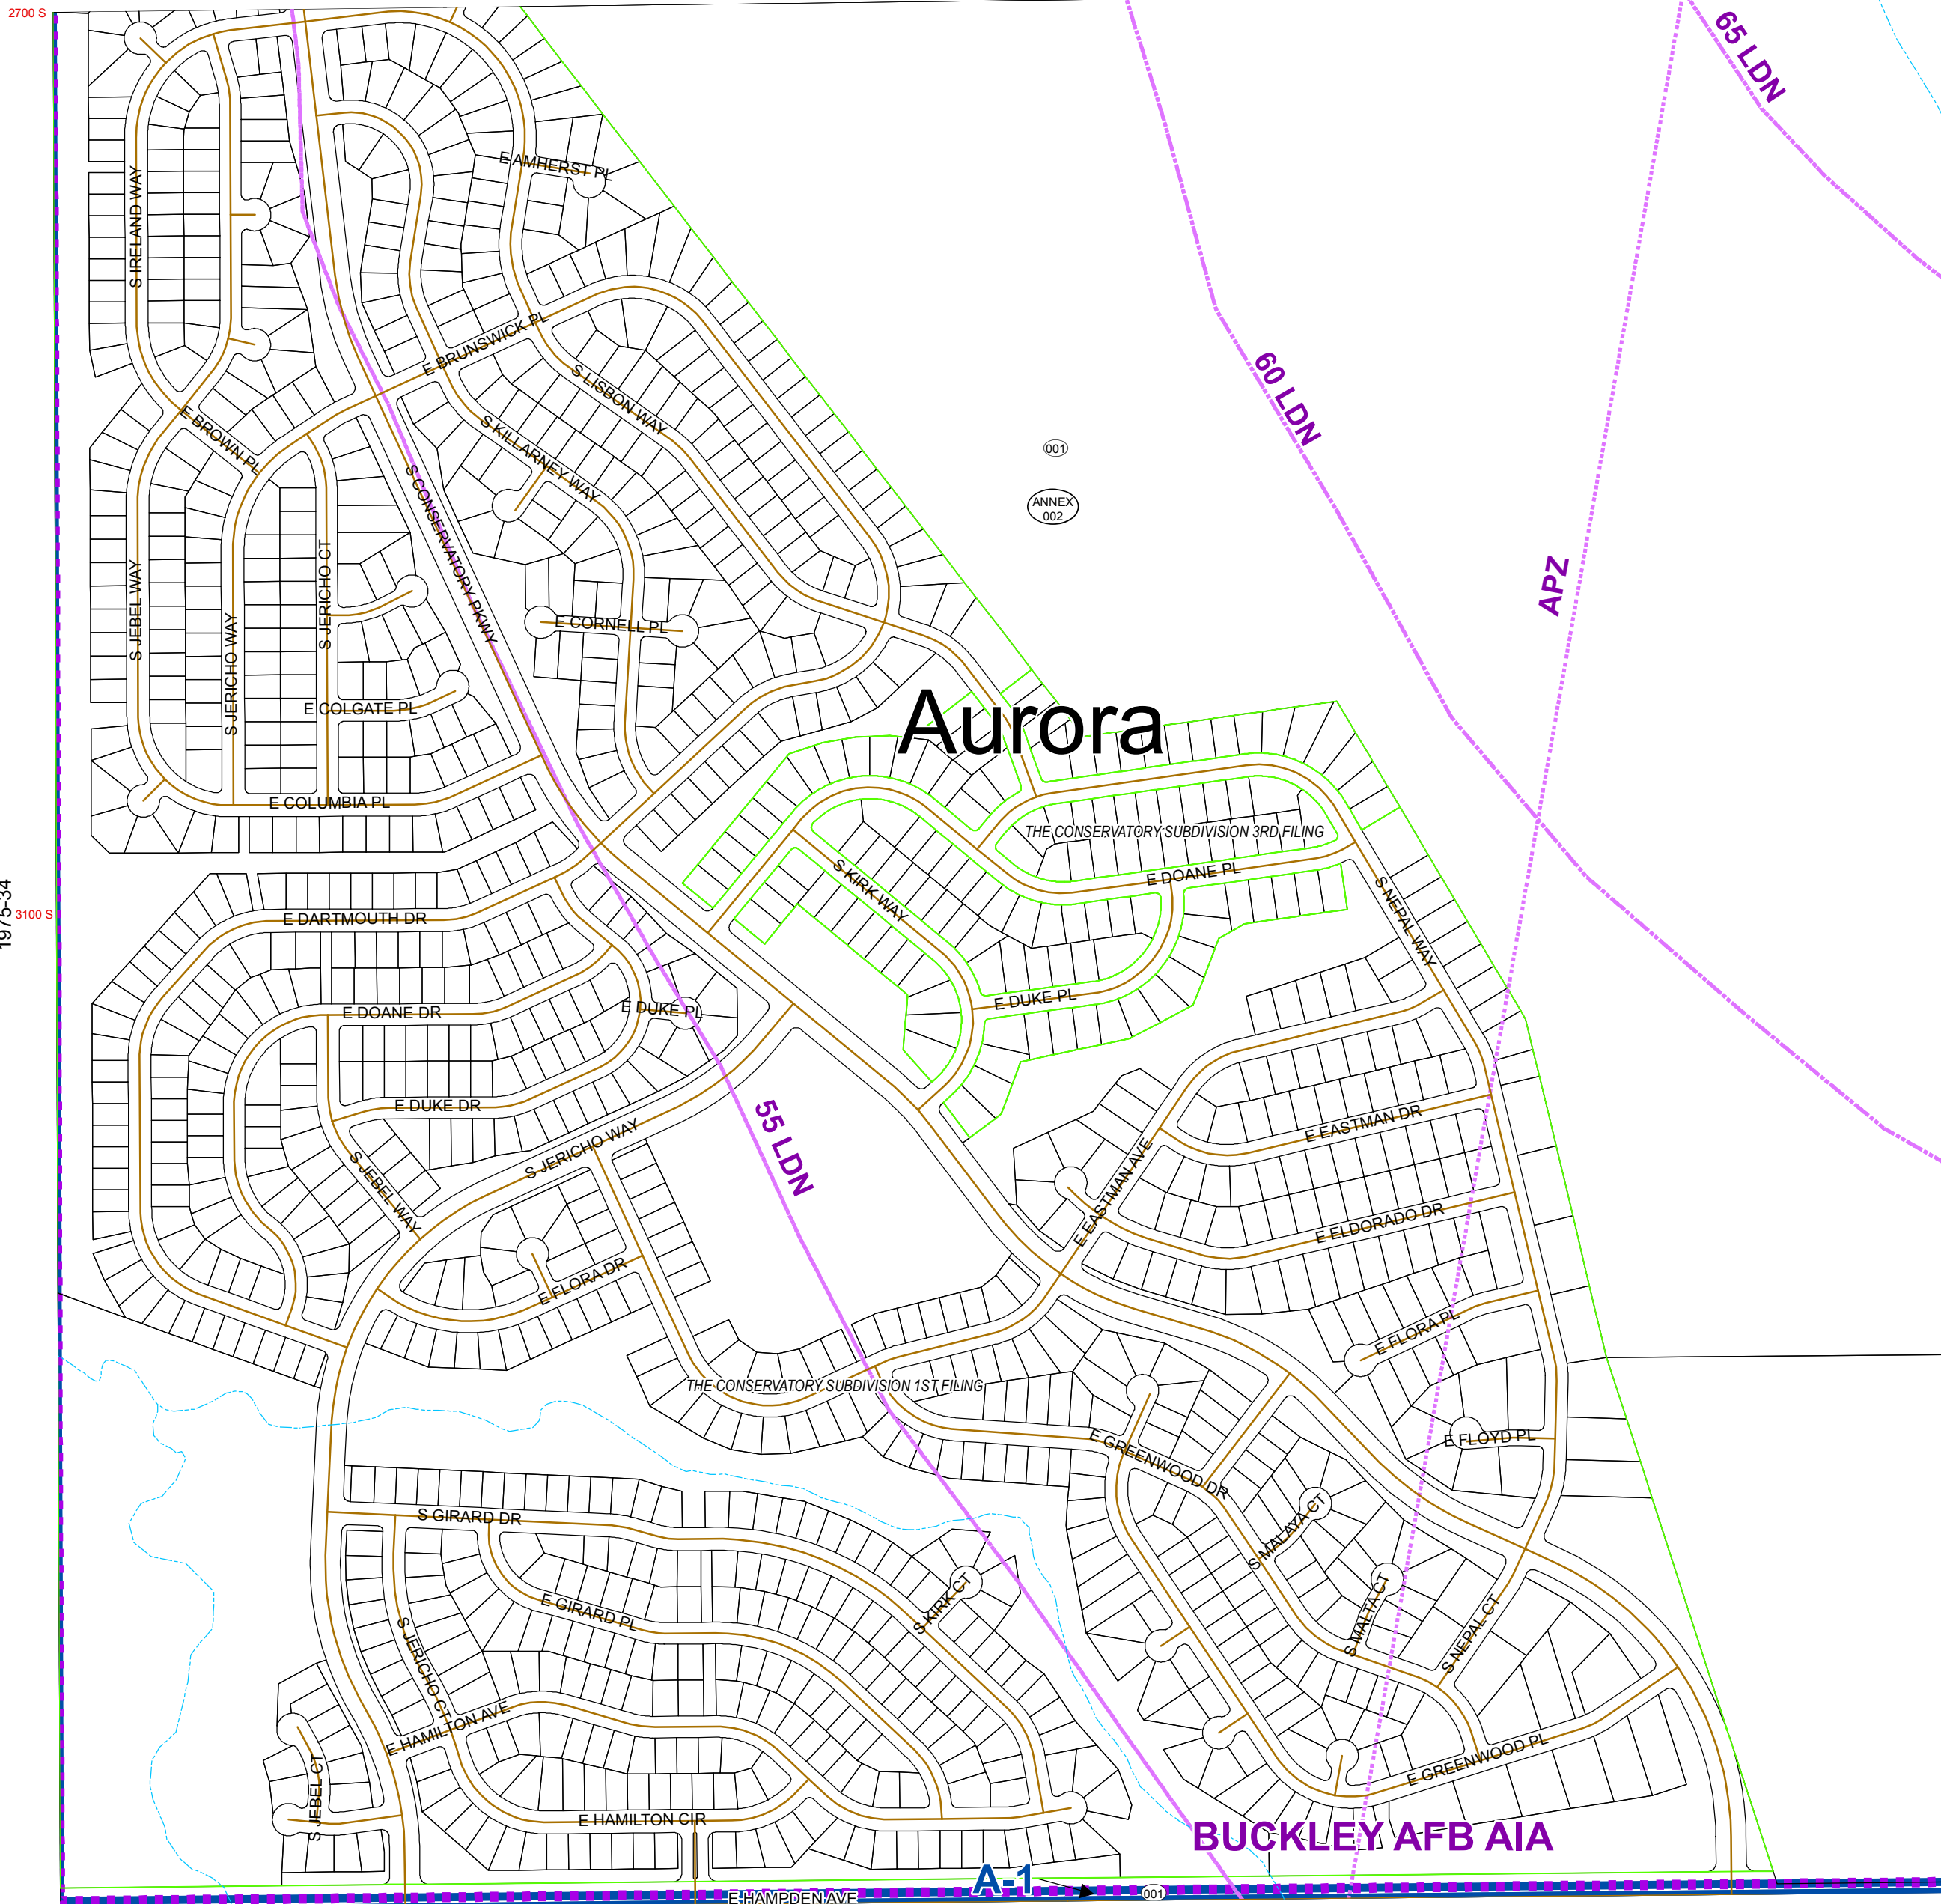 2700 S
65 LDN
E AMHERST PL
S IRELAND WAY
E BRUNSWICK PL
60 LDN
S LISBON WAY
E BROWN PL
S KILLARNEY WAY
001
ANNEX
002
S CONSERVATORY PKWY
APZ
S JERICHO CT
S JEBEL WAY
E CORNELL PL
S JERICHO WAY
E COLGATE PL
Aurora
E COLUMBIA PL
THE CONSERVATORY SUBDIVISION 3RD FILING
E DOANE PL
S KIRK WAY
1975-34
3100 S
E DARTMOUTH DR
S NEPAL WAY
E DUKE PL
E DUKE PL
E DOANE DR
E DUKE DR
55 LDN
E EASTMAN DR
S JERICHO WAY
S JEBEL WAY
E EASTMAN AVE
E ELDORADO DR
E FLORA DR
E FLORA PL
THE CONSERVATORY SUBDIVISION 1ST FILING
E FLOYD PL
E GREENWOOD DR
S GIRARD DR
S MALAYA CT
E GIRARD PL
S KIRK CT
S MALTA CT
S NEPAL CT
S JERICHO CT
E HAMILTON AVE
E GREENWOOD PL
S JEBEL CT
E HAMILTON CIR
BUCKLEY AFB AIA
A-1
001
E HAMPDEN AVE